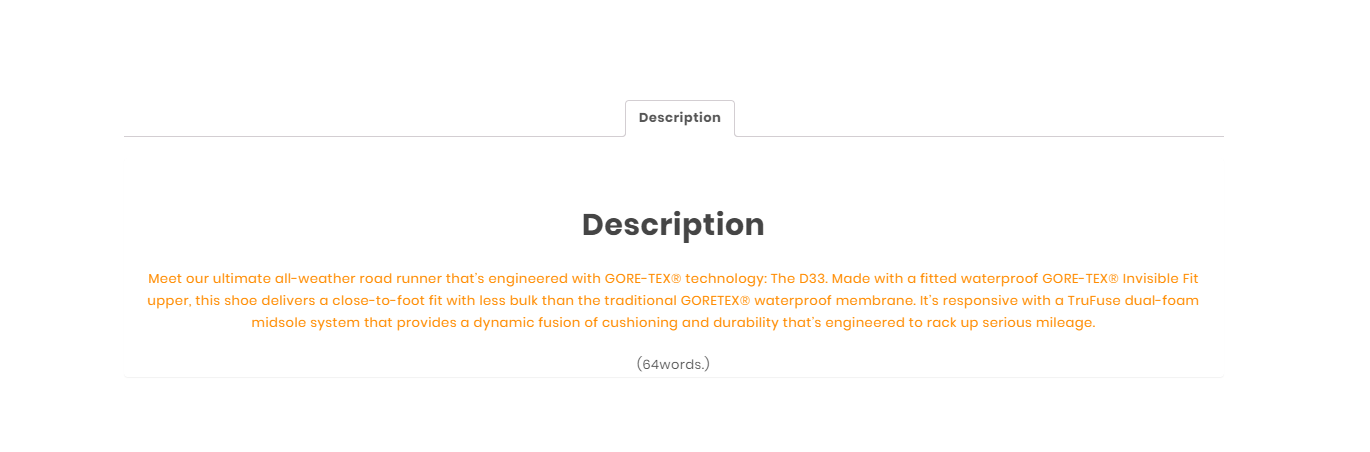 Description
Description
Meet our ultimate all-weather road runner that's engineered with GORE-TEX® technology: The D33. Made with a fitted waterproof GORE-TEX® Invisible Fit
upper, this shoe delivers a close-to-foot fit with less bulk than the traditional GORETEX® waterproof membrane. It's responsive with a TruFuse dual-foam
midsole system that provides a dynamic fusion of cushioning and durability that's engineered to rack up serious mileage.
(64words.)